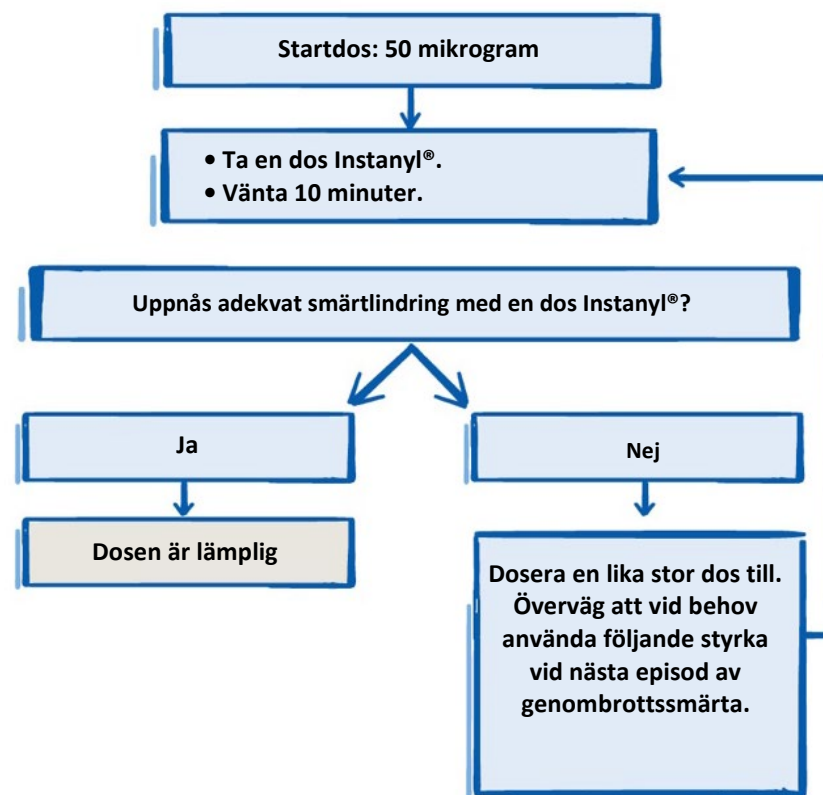 Startdos: 50 mikrogram
• Ta en dos Instanyl®.
• Vänta 10 minuter.
Uppnås adekvat smärtlindring med en dos Instanyl®?
Ja
Nej
Dosen är lämplig
Dosera en lika stor dos till.
Överväg att vid behov
använda följande styrka
vid nästa episod av
genombrottssmärta.